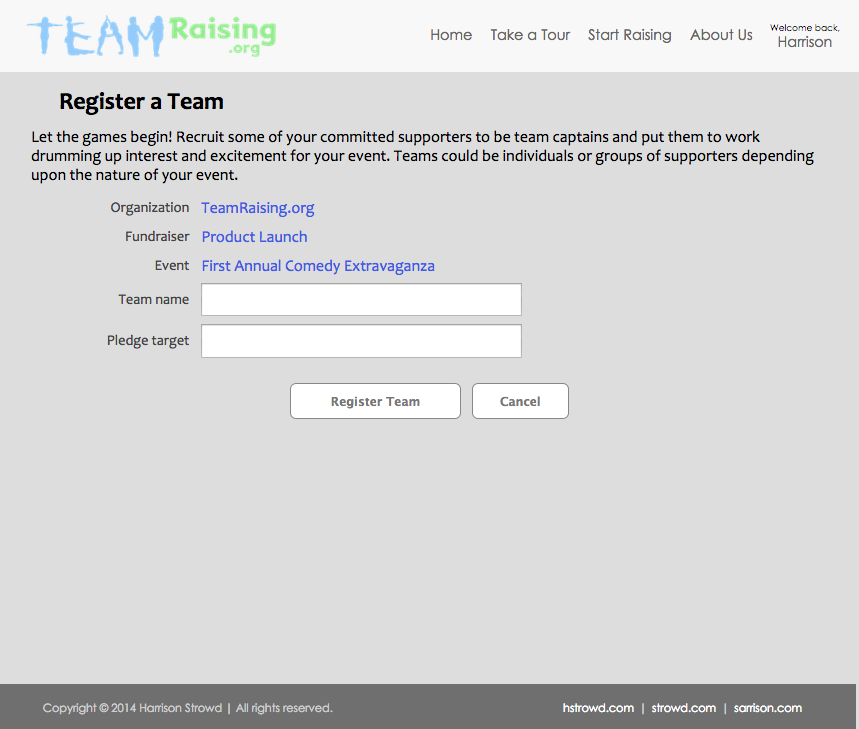 TEAM Raising .org
Home Take a Tour Start Raising About Us Welcome back, Harrison
Register a Team
Let the games begin! Recruit some of your committed supporters to be team captains and put them to work
drumming up interest and excitement for your event. Teams could be individuals or groups of supporters depending
upon the nature of your event.
Organization TeamRaising.org
Fundraiser Product Launch
Event First Annual Comedy Extravaganza
Team name
Pledge target
Register Team Cancel
Copyright © 2014 Harrison Strowd | All rights reserved. hstrowd.com | strowd.com | sarrison.com